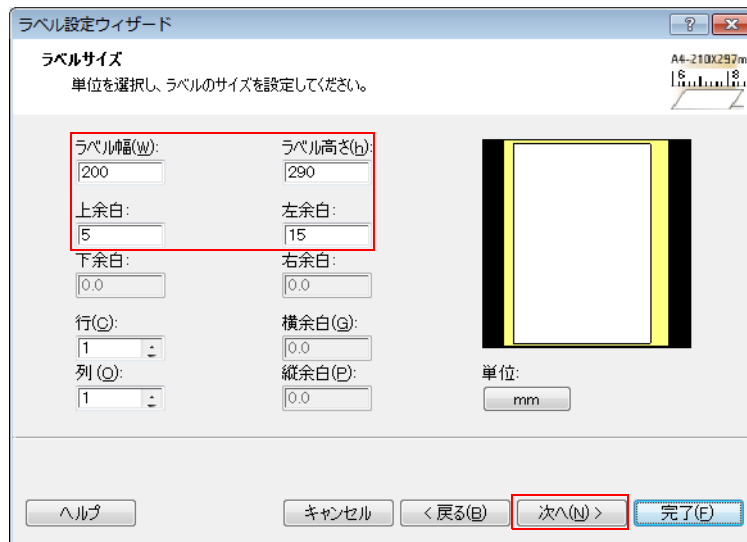 ラベル設定ウィザード
ラベルサイズ
単位を選択し、ラベルのサイズを設定してください。
A4-210X297m
ラベル幅(W):
ラベル高さ(h):
200
290
上余白:
左余白:
5
15
下余白:
右余白:
0.0
0.0
行(C):
横余白(G):
1
0.0
列(O):
縦余白(P):
単位:
1
0.0
mm
ヘルプ
キャンセル
< 戻る(B)
次へ(N) >
完了(F)